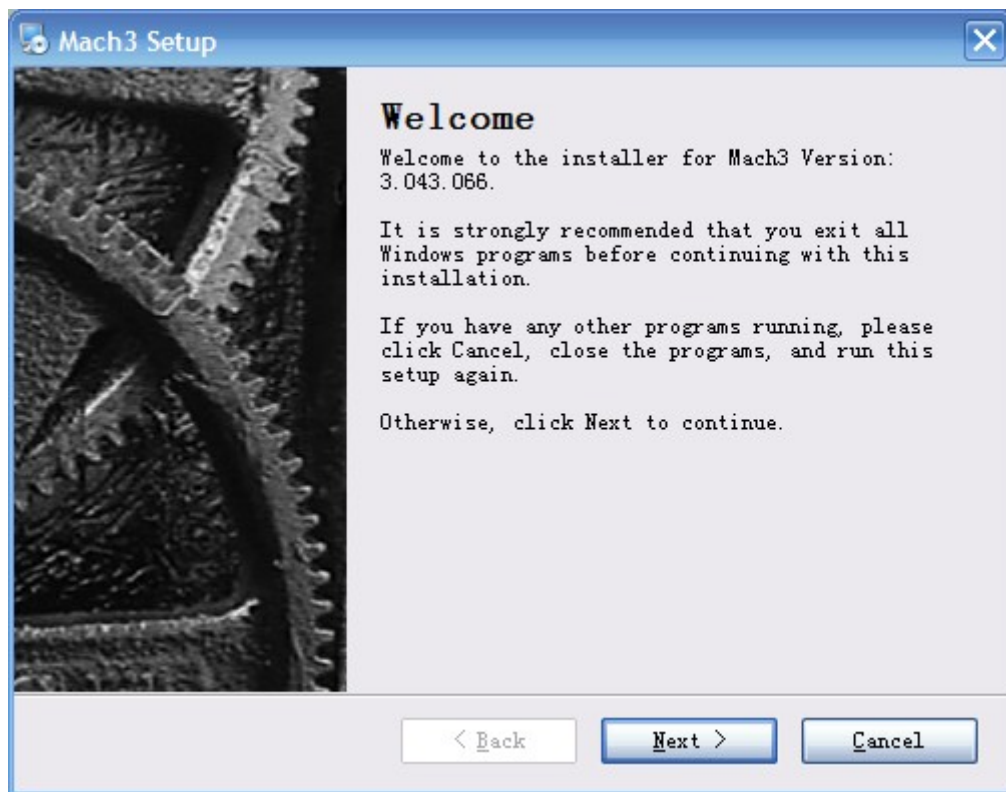 Mach3 Setup
Welcome
Welcome to the installer for Mach3 Version:
3.043.066.
It is strongly recommended that you exit all
Windows programs before continuing with this
installation.
If you have any other programs running, please
click Cancel, close the programs, and run this
setup again.
Otherwise, click Next to continue.
< Back
Next >
Cancel